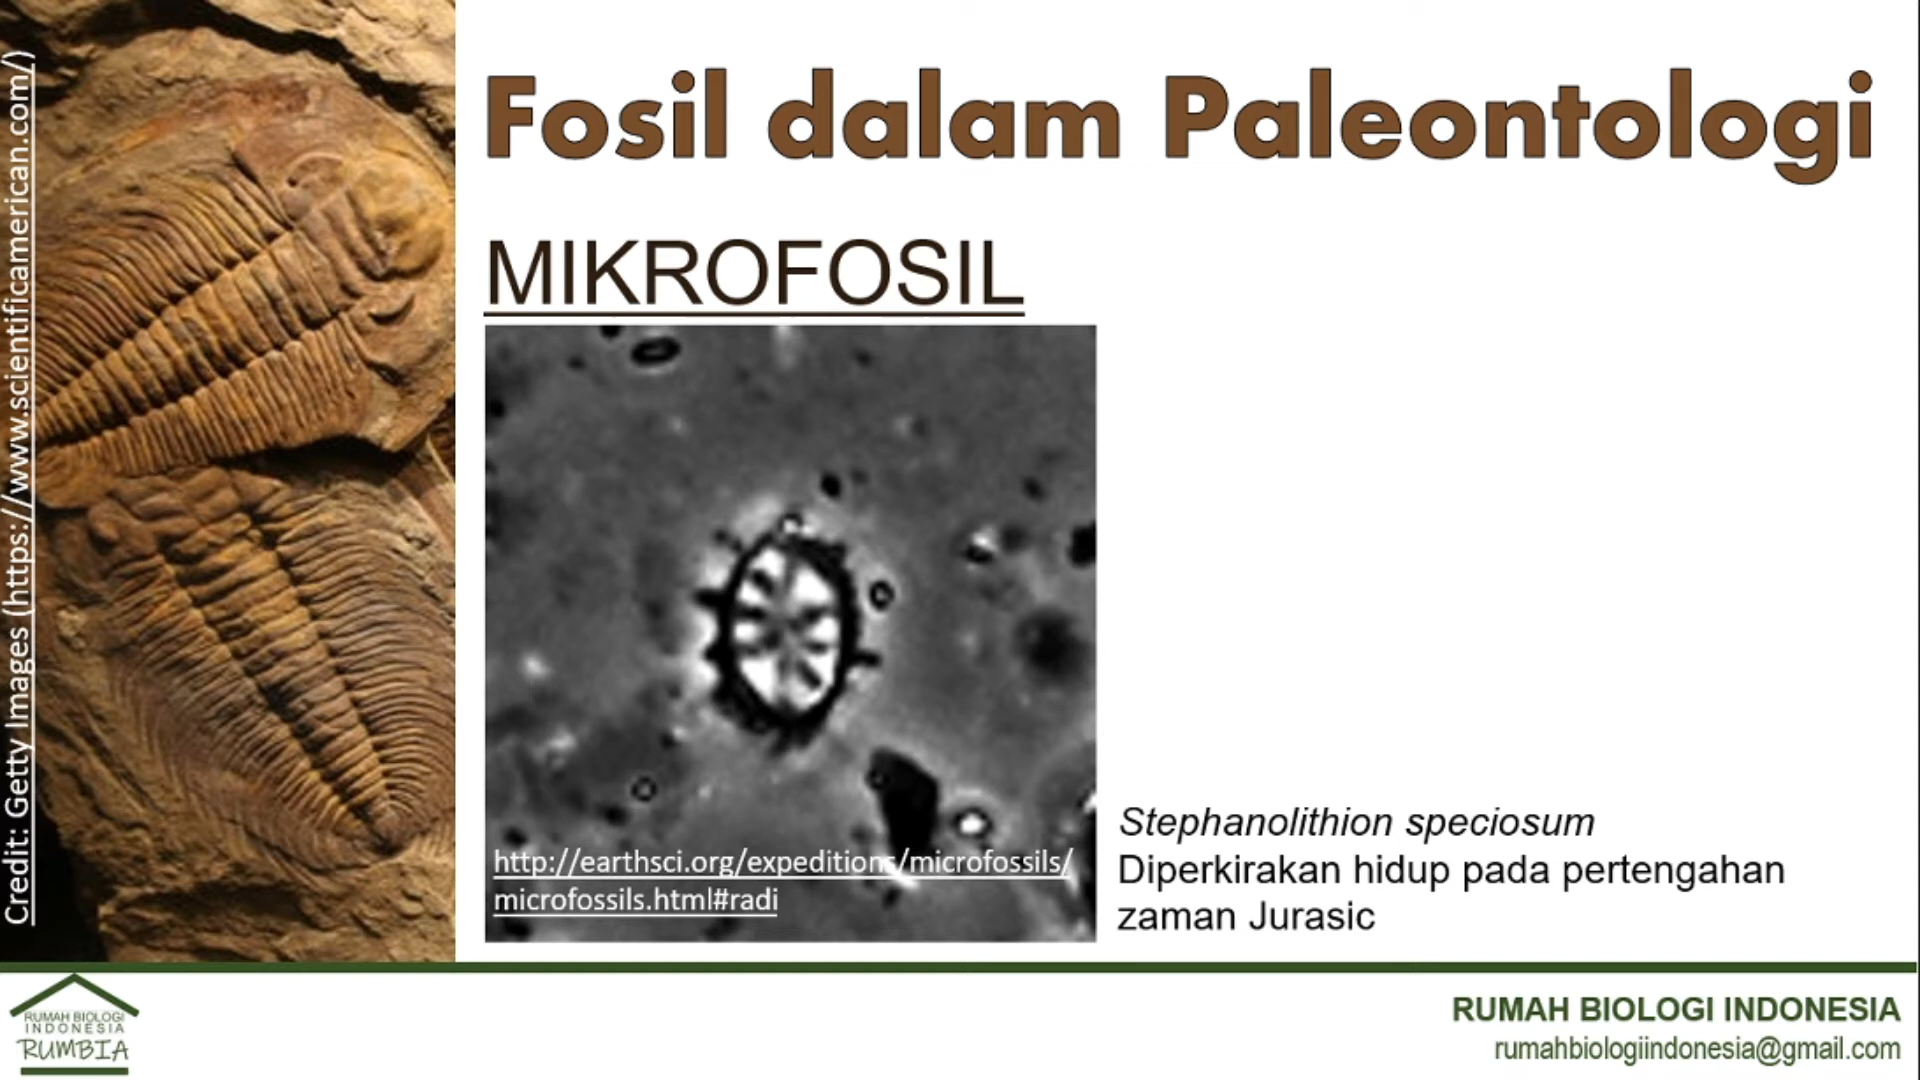 Credit: Getty Images (https://www.scientificamerican.com/)
Fosil dalam Paleontologi
MIKROFOSIL
http://earthsci.org/expeditions/microfossils/
microfossils.html#radi
Stephanolithion speciosum
Diperkirakan hidup pada pertengahan
zaman Jurasic
RUMAH BIOLOGI
INDONESIA
RUMBIA
RUMAH BIOLOGI INDONESIA
rumahbiologiindonesia@gmail.com